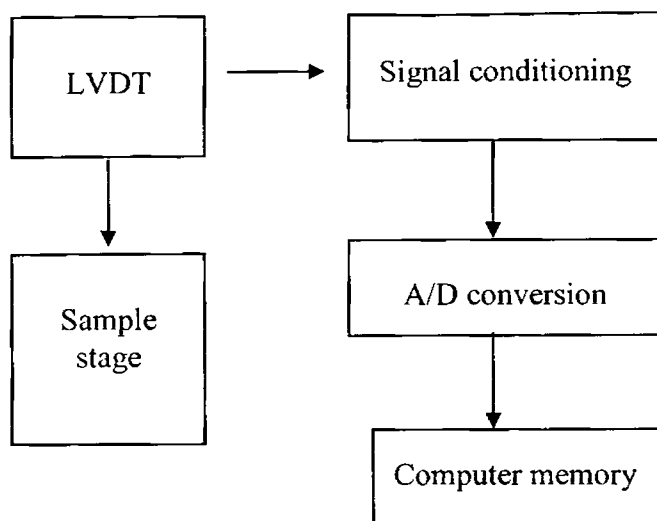 LVDT
Signal conditioning
Sample
stage
A/D conversion
Computer memory